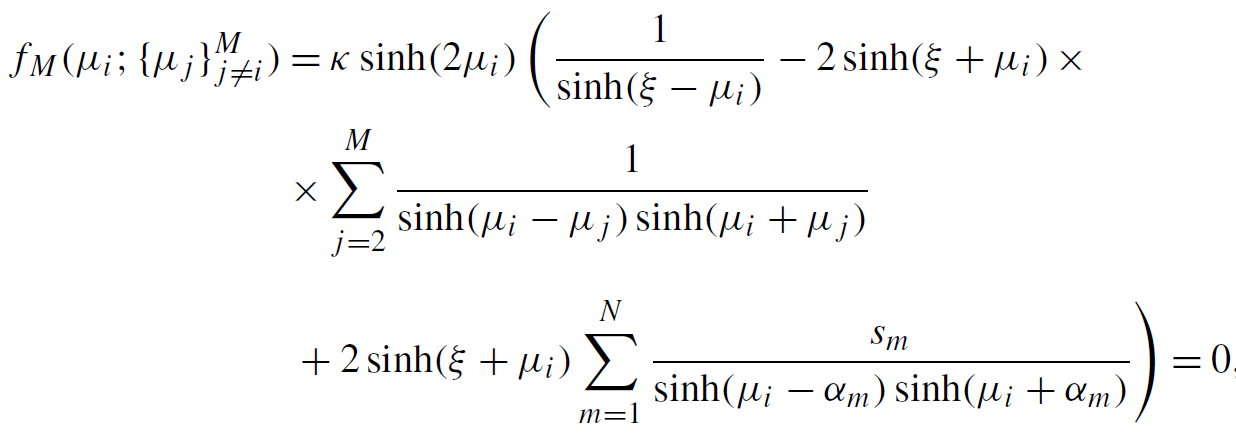 f_M(μ_i; {μ_j}_{j≠i}^M) = κ sinh(2μ_i) ( 1 / sinh(ξ − μ_i) − 2 sinh(ξ + μ_i) ×
× ∑_{j=2}^{M} 1 / (sinh(μ_i − μ_j) sinh(μ_i + μ_j))
+ 2 sinh(ξ + μ_i) ∑_{m=1}^{N} s_m / (sinh(μ_i − α_m) sinh(μ_i + α_m)) ) = 0,